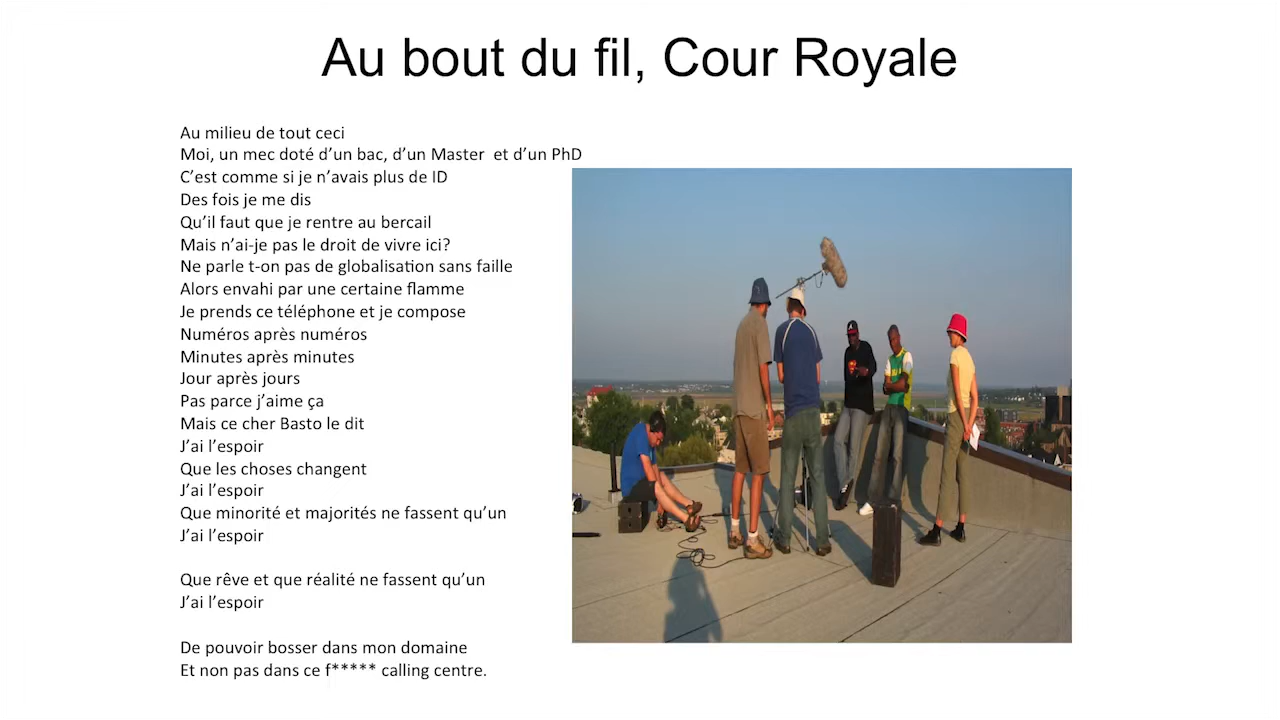 Au bout du fil, Cour Royale
Au milieu de tout ceci
Moi, un mec doté d’un bac, d’un Master et d’un PhD
C’est comme si je n’avais plus de ID
Des fois je me dis
Qu’il faut que je rentre au bercail
Mais n’ai-je pas le droit de vivre ici?
Ne parle t-on pas de globalisation sans faille
Alors envahi par une certaine flamme
Je prends ce téléphone et je compose
Numéros après numéros
Minutes après minutes
Jour après jours
Pas parce j’aime ça
Mais ce cher Basto le dit
J’ai l’espoir
Que les choses changent
J’ai l’espoir
Que minorité et majorités ne fassent qu’un
J’ai l’espoir
Que rêve et que réalité ne fassent qu’un
J’ai l’espoir
De pouvoir bosser dans mon domaine
Et non pas dans ce f***** calling centre.